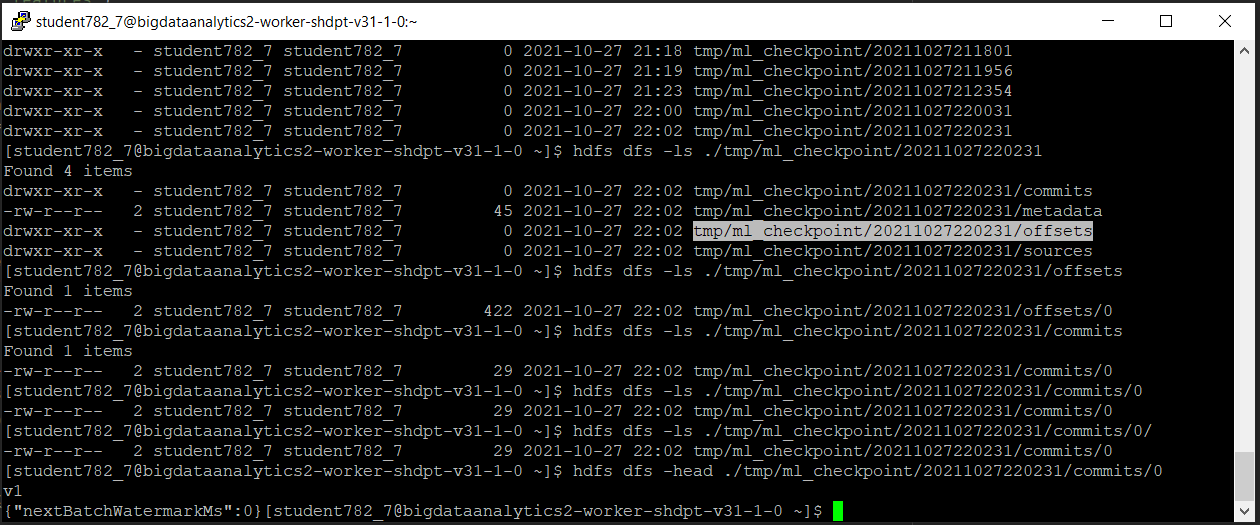 student782_7@bigdataanalytics2-worker-shdpt-v31-1-0:~
drwxr-xr-x   - student782_7 student782_7          0 2021-10-27 21:18 tmp/ml_checkpoint/20211027211801
drwxr-xr-x   - student782_7 student782_7          0 2021-10-27 21:19 tmp/ml_checkpoint/20211027211956
drwxr-xr-x   - student782_7 student782_7          0 2021-10-27 21:23 tmp/ml_checkpoint/20211027212354
drwxr-xr-x   - student782_7 student782_7          0 2021-10-27 22:00 tmp/ml_checkpoint/20211027220031
drwxr-xr-x   - student782_7 student782_7          0 2021-10-27 22:02 tmp/ml_checkpoint/20211027220231
[student782_7@bigdataanalytics2-worker-shdpt-v31-1-0 ~]$ hdfs dfs -ls ./tmp/ml_checkpoint/20211027220231
Found 4 items
drwxr-xr-x   - student782_7 student782_7          0 2021-10-27 22:02 tmp/ml_checkpoint/20211027220231/commits
-rw-r--r--   2 student782_7 student782_7         45 2021-10-27 22:02 tmp/ml_checkpoint/20211027220231/metadata
drwxr-xr-x   - student782_7 student782_7          0 2021-10-27 22:02 tmp/ml_checkpoint/20211027220231/offsets
drwxr-xr-x   - student782_7 student782_7          0 2021-10-27 22:02 tmp/ml_checkpoint/20211027220231/sources
[student782_7@bigdataanalytics2-worker-shdpt-v31-1-0 ~]$ hdfs dfs -ls ./tmp/ml_checkpoint/20211027220231/offsets
Found 1 items
-rw-r--r--   2 student782_7 student782_7        422 2021-10-27 22:02 tmp/ml_checkpoint/20211027220231/offsets/0
[student782_7@bigdataanalytics2-worker-shdpt-v31-1-0 ~]$ hdfs dfs -ls ./tmp/ml_checkpoint/20211027220231/commits
Found 1 items
-rw-r--r--   2 student782_7 student782_7         29 2021-10-27 22:02 tmp/ml_checkpoint/20211027220231/commits/0
[student782_7@bigdataanalytics2-worker-shdpt-v31-1-0 ~]$ hdfs dfs -ls ./tmp/ml_checkpoint/20211027220231/commits/0
-rw-r--r--   2 student782_7 student782_7         29 2021-10-27 22:02 tmp/ml_checkpoint/20211027220231/commits/0
[student782_7@bigdataanalytics2-worker-shdpt-v31-1-0 ~]$ hdfs dfs -ls ./tmp/ml_checkpoint/20211027220231/commits/0/
-rw-r--r--   2 student782_7 student782_7         29 2021-10-27 22:02 tmp/ml_checkpoint/20211027220231/commits/0
[student782_7@bigdataanalytics2-worker-shdpt-v31-1-0 ~]$ hdfs dfs -head ./tmp/ml_checkpoint/20211027220231/commits/0
v1
{"nextBatchWatermarkMs":0}[student782_7@bigdataanalytics2-worker-shdpt-v31-1-0 ~]$